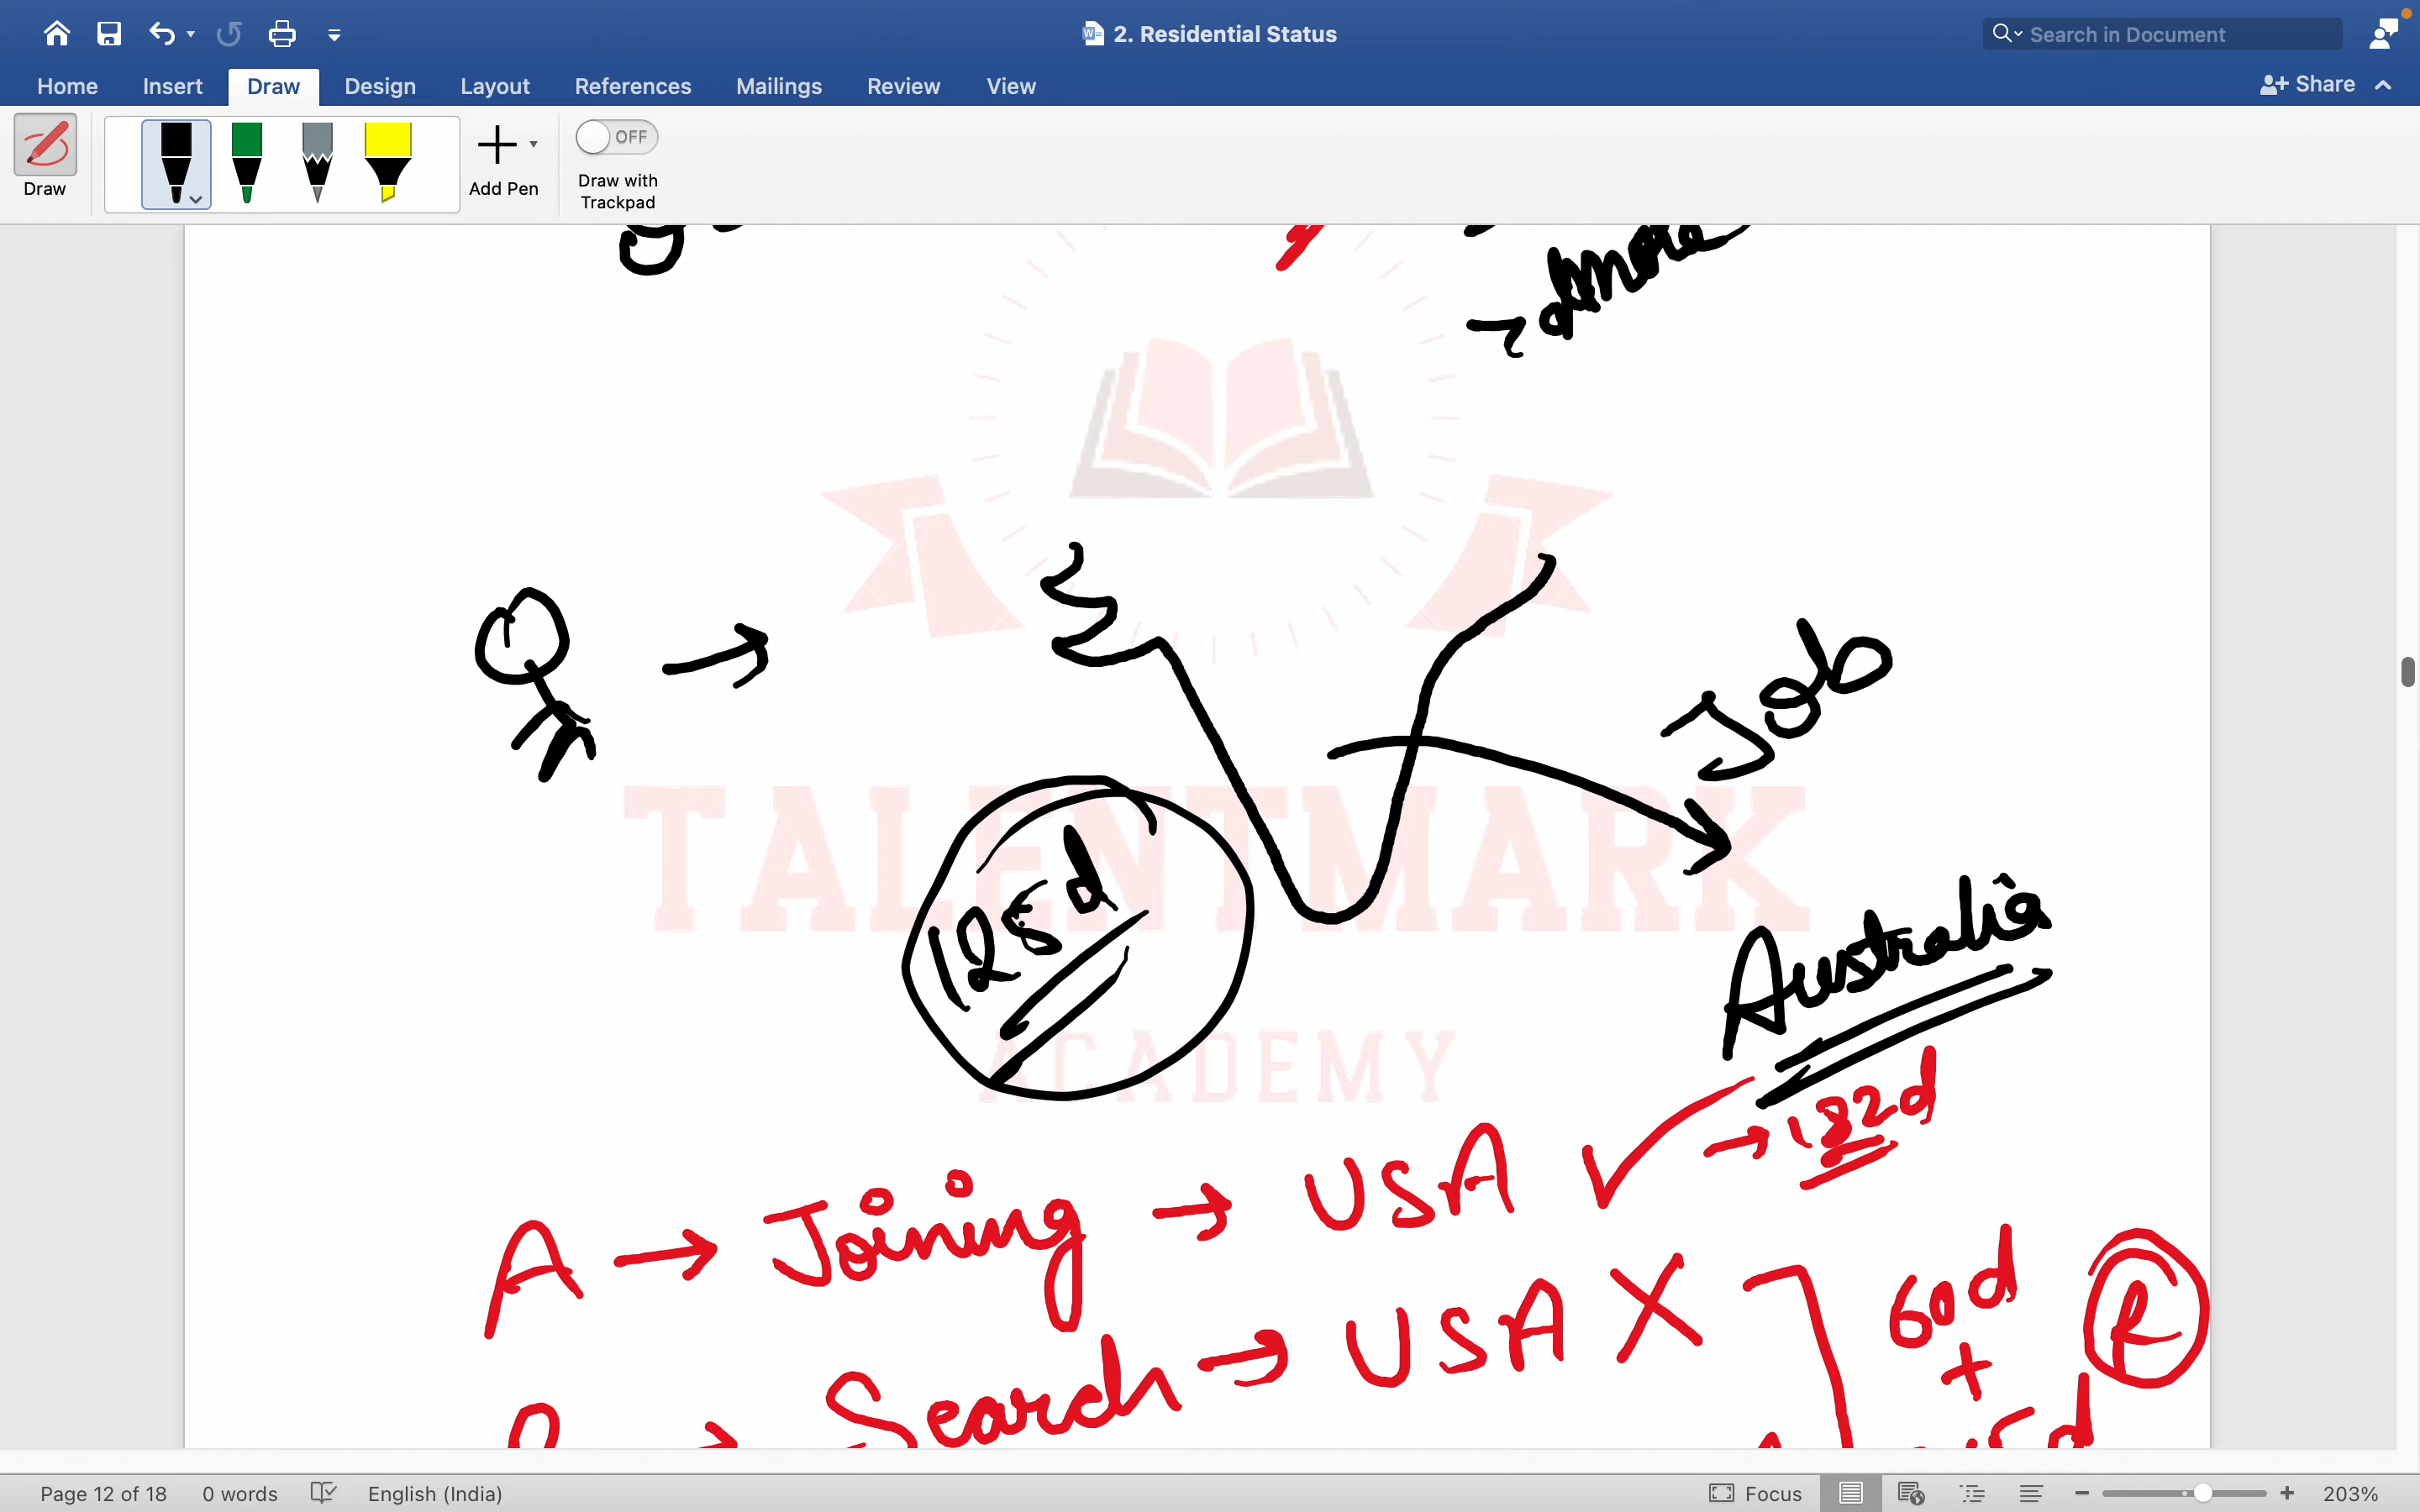 2. Residential Status
Search in Document
Home Insert Draw Design Layout References Mailings Review View
Share
Draw
Add Pen
OFF
Draw with
Trackpad
Job
Australia
TALENTMARK
ACADEMY
→ 182d
A → Joining → USA ✓
Search → USA X
60d
+
R
Page 12 of 18 0 words English (India) Focus 203%